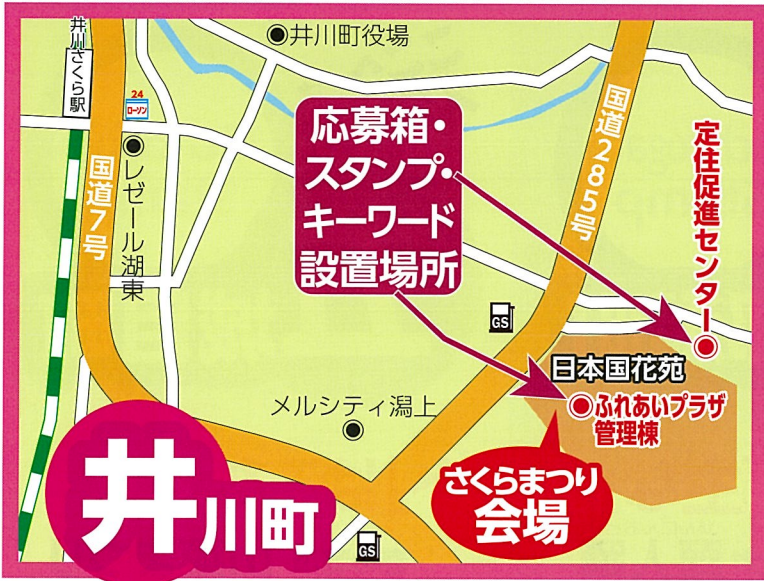 井川さくら駅
井川町役場
24
ローソン
国道7号
レゼール湖東
応募箱・
スタンプ・
キーワード
設置場所
国道285号
定住促進センター
GS
日本国花苑
ふれあいプラザ
管理棟
メルシティ潟上
さくらまつり
会場
井川町
GS